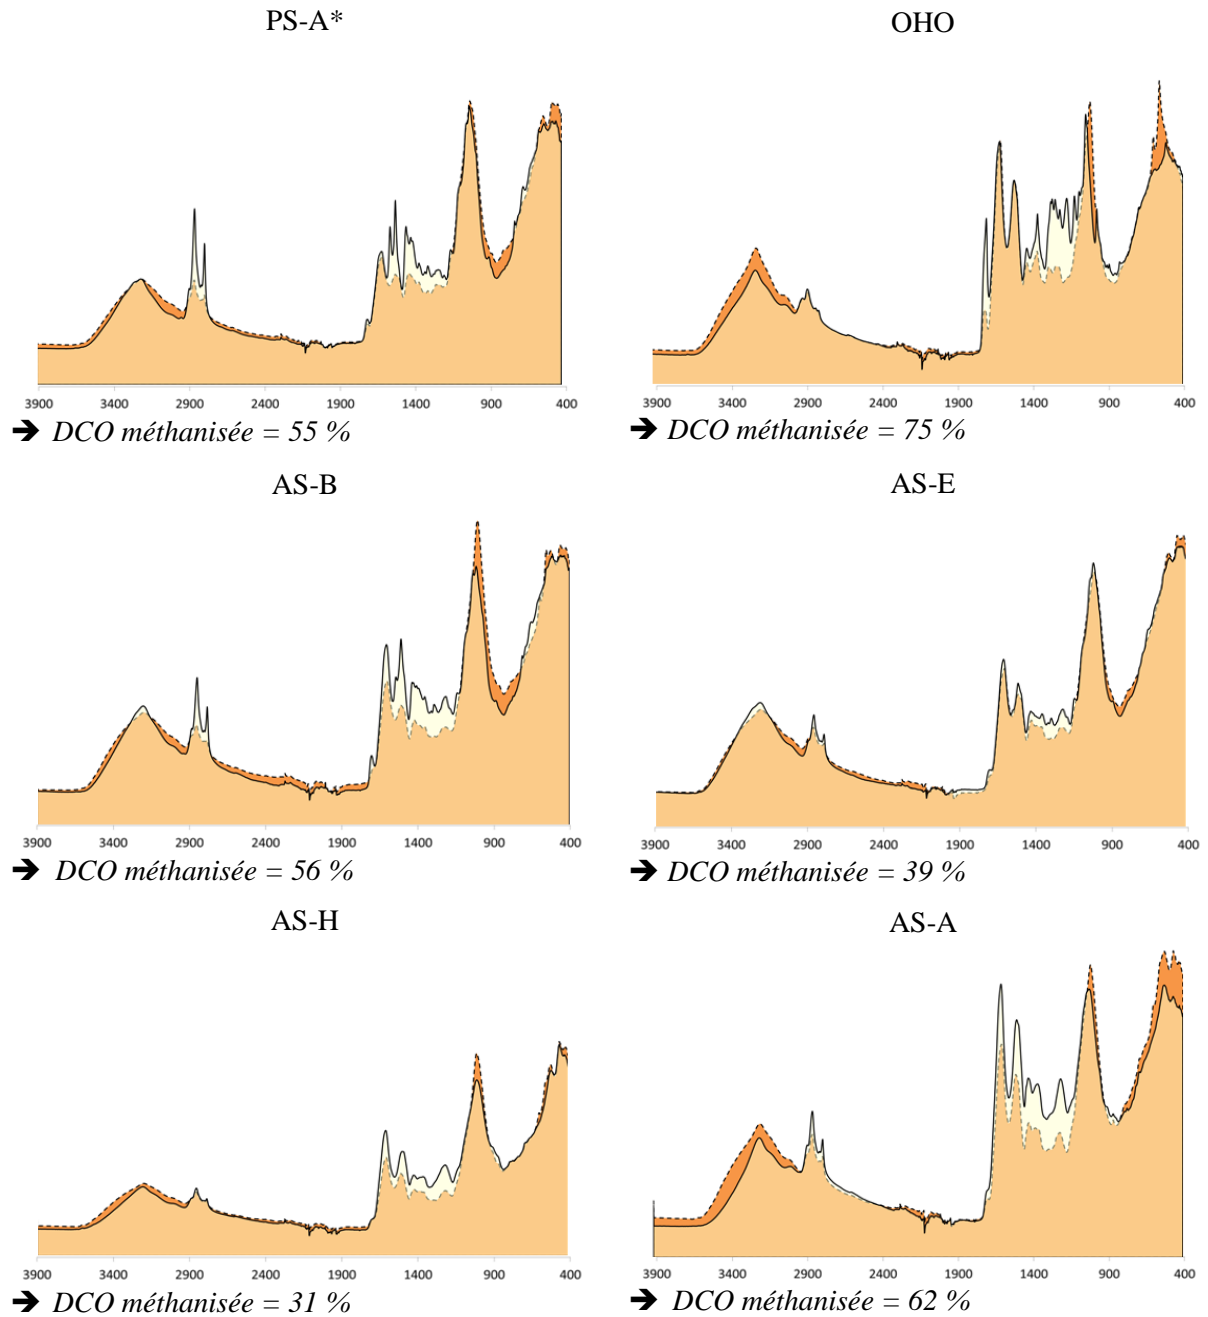 PS-A*
OHO
3900 3400 2900 2400 1900 1400 900 400
3900 3400 2900 2400 1900 1400 900 400
➔ DCO méthanisée = 55 %
➔ DCO méthanisée = 75 %
AS-B
AS-E
3900 3400 2900 2400 1900 1400 900 400
3900 3400 2900 2400 1900 1400 900 400
➔ DCO méthanisée = 56 %
➔ DCO méthanisée = 39 %
AS-H
AS-A
3900 3400 2900 2400 1900 1400 900 400
3900 3400 2900 2400 1900 1400 900 400
➔ DCO méthanisée = 31 %
➔ DCO méthanisée = 62 %